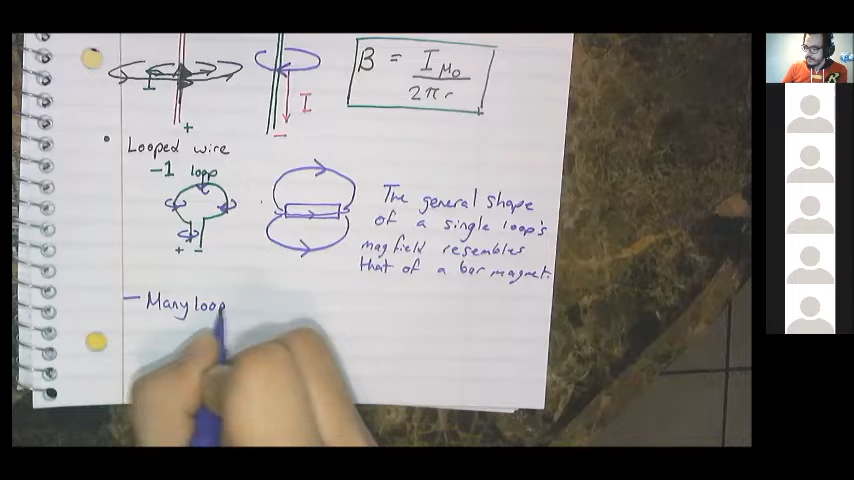 B = Iμ₀
2πr
I
I
+
−
• Looped wire
-1 loop
+ −
The general shape
of a single loop's
mag field resembles
that of a bar magnet.
— Many loop